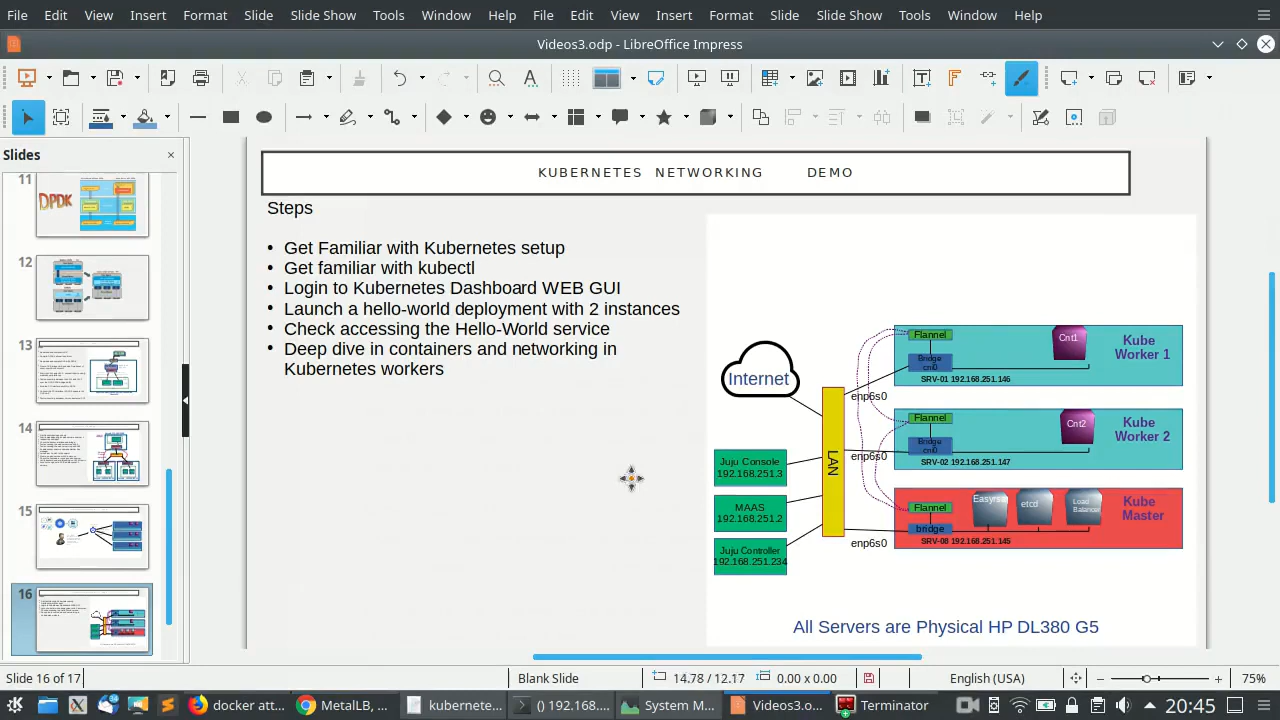 File Edit View Insert Format Slide Slide Show Tools Window Help File Edit View Insert Format Slide Slide Show Tools Window Help
Videos3.odp - LibreOffice Impress
Slides ×
KUBERNETES NETWORKING DEMO
Steps
• Get Familiar with Kubernetes setup
• Get familiar with kubectl
• Login to Kubernetes Dashboard WEB GUI
• Launch a hello-world deployment with 2 instances
• Check accessing the Hello-World service
• Deep dive in containers and networking in
Kubernetes workers
11
DPDK
12
13
14
15
16
Internet
LAN
Juju Console
192.168.251.3
MAAS
192.168.251.2
Juju Controller
192.168.251.234
enp6s0
enp6s0
enp6s0
Flannel
Bridge
cni0
Cnt1
Kube
Worker 1
SRV-01 192.168.251.146
Flannel
Bridge
cni0
Cnt2
Kube
Worker 2
SRV-02 192.168.251.147
Flannel
bridge
Easyrsa
etcd
Load
Balancer
Kube
Master
SRV-08 192.168.251.145
All Servers are Physical HP DL380 G5
Slide 16 of 17 Blank Slide 14.78 / 12.17 0.00 x 0.00 English (USA) 75%
docker att... MetalLB, ... kubernete... () 192.168.... System M... Videos3.o... Terminator 20:45